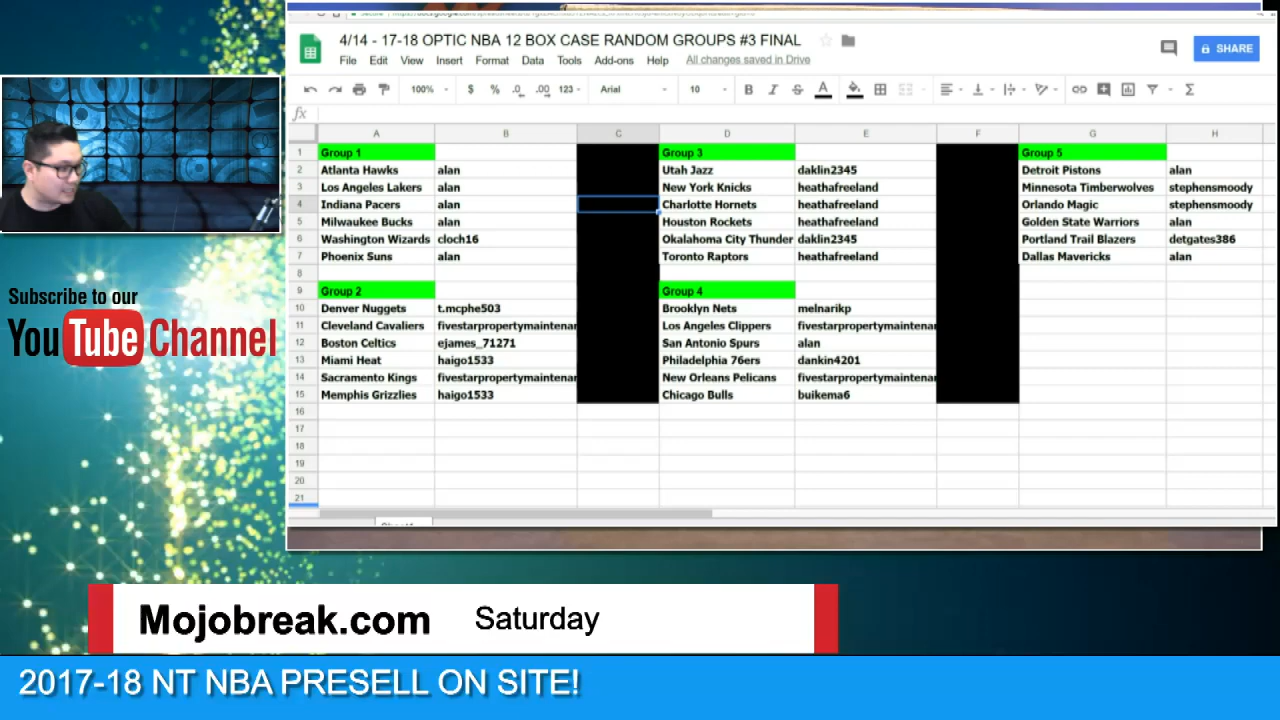 4/14 - 17-18 OPTIC NBA 12 BOX CASE RANDOM GROUPS #3 FINAL
SHARE
File Edit View Insert Format Data Tools Add-ons Help All changes saved in Drive
100% $ % .0 .00 123 Arial 10 B I S A
fx
A B C D E F G H
1 Group 1 Group 3 Group 5
2 Atlanta Hawks alan Utah Jazz daklin2345 Detroit Pistons alan
3 Los Angeles Lakers alan New York Knicks heathafreeland Minnesota Timberwolves stephensmoody
4 Indiana Pacers alan Charlotte Hornets heathafreeland Orlando Magic stephensmoody
5 Milwaukee Bucks alan Houston Rockets heathafreeland Golden State Warriors alan
6 Washington Wizards cloch16 Okalahoma City Thunder daklin2345 Portland Trail Blazers detgates386
7 Phoenix Suns alan Toronto Raptors heathafreeland Dallas Mavericks alan
8
9 Group 2 Group 4
10 Denver Nuggets t.mcphe503 Brooklyn Nets melnarikp
11 Cleveland Cavaliers fivestarpropertymaintenan Los Angeles Clippers fivestarpropertymaintenan
12 Boston Celtics ejames_71271 San Antonio Spurs alan
13 Miami Heat haigo1533 Philadelphia 76ers dankin4201
14 Sacramento Kings fivestarpropertymaintenan New Orleans Pelicans fivestarpropertymaintenan
15 Memphis Grizzlies haigo1533 Chicago Bulls buikema6
16
17
18
19
20
21
Subscribe to our
YouTube Channel
Mojobreak.com Saturday
2017-18 NT NBA PRESELL ON SITE!